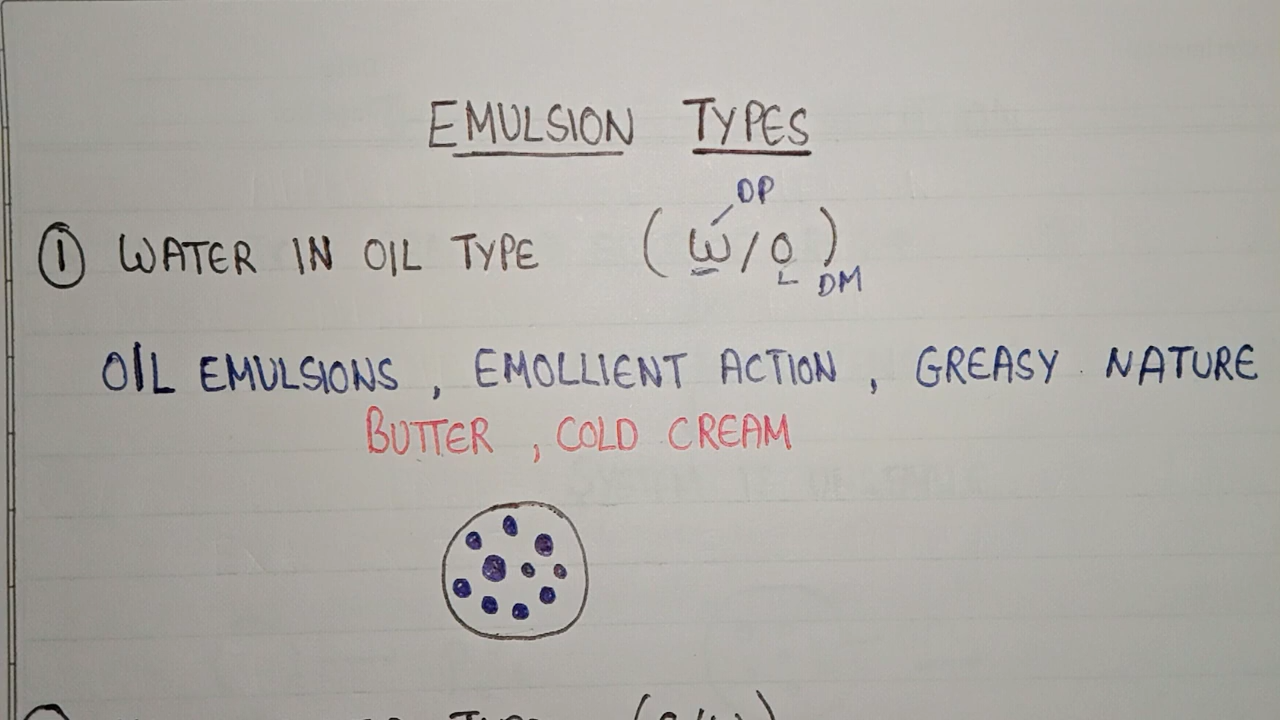 EMULSION TYPES
DP
① WATER IN OIL TYPE (W/O)
DM
OIL EMULSIONS, EMOLLIENT ACTION, GREASY NATURE
BUTTER, COLD CREAM